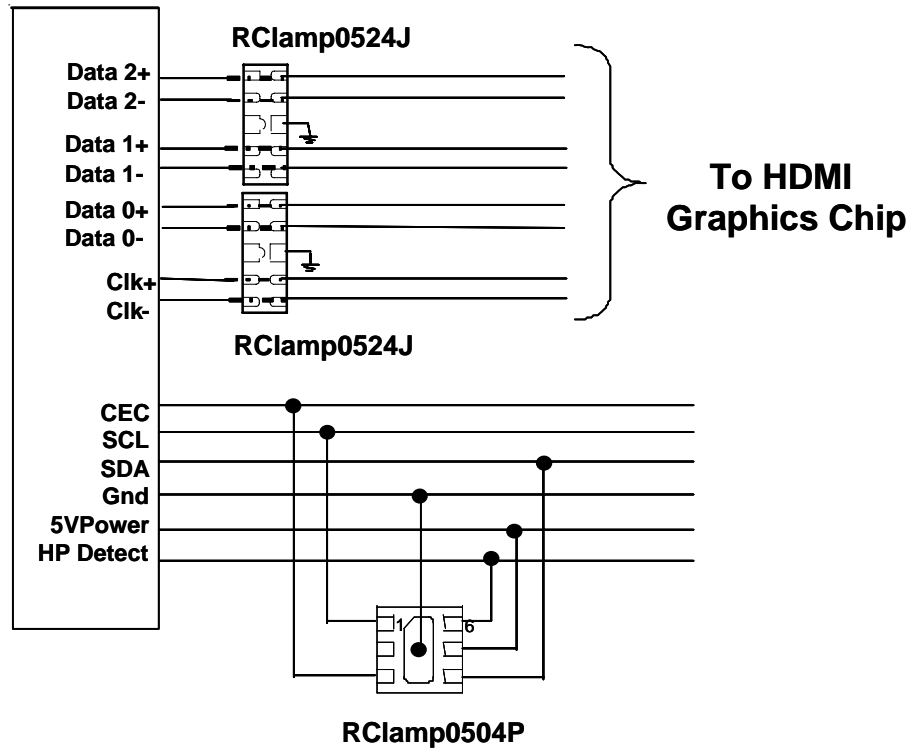 RClamp0524J
Data 2+
Data 2-
Data 1+
Data 1-
Data 0+
Data 0-
Clk+
Clk-
To HDMI
Graphics Chip
RClamp0524J
CEC
SCL
SDA
Gnd
5VPower
HP Detect
1
6
RClamp0504P